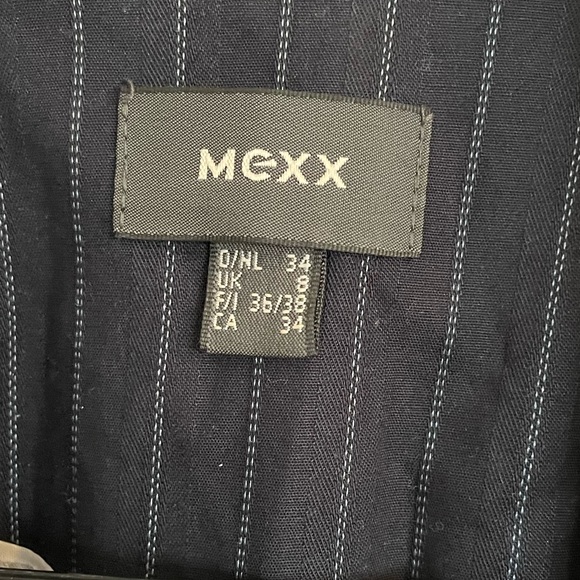 Mexx
D/NL 34
UK 8
F/I 36/38
CA 34